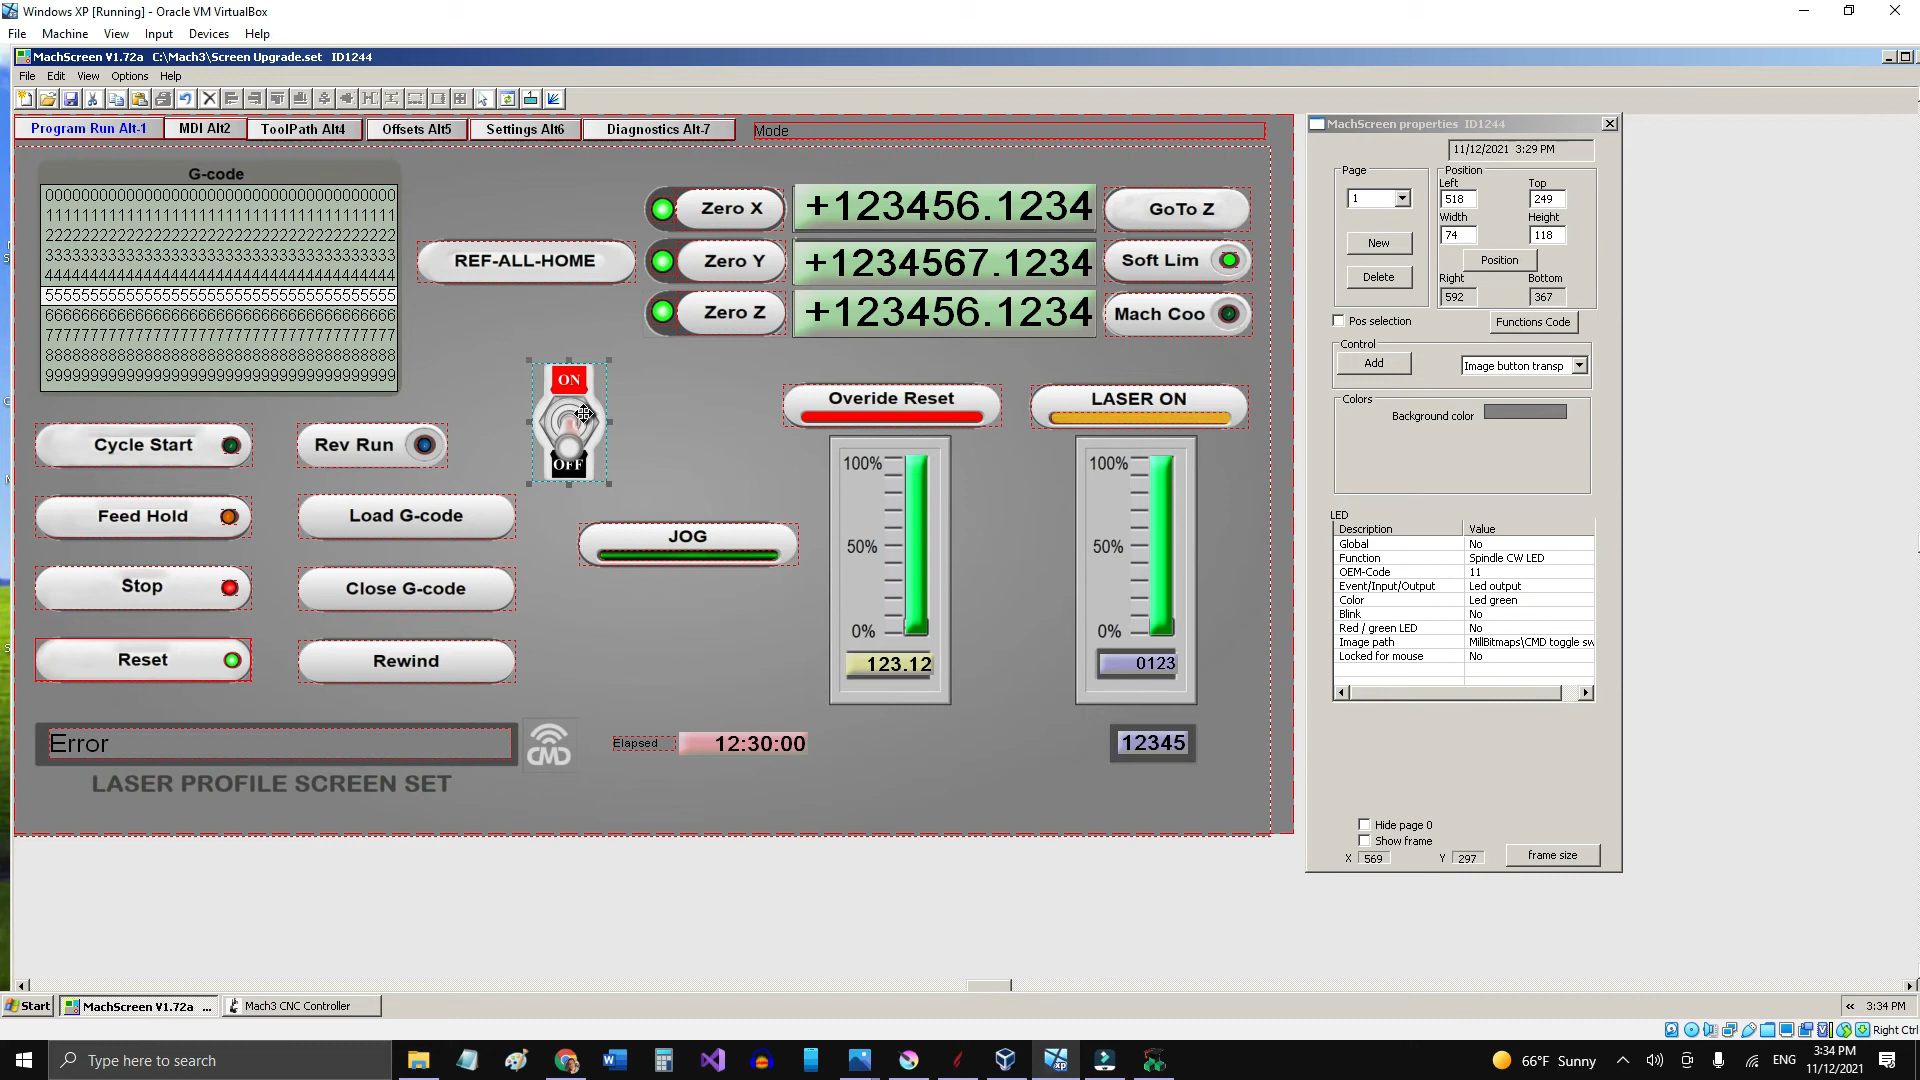 Windows XP [Running] - Oracle VM VirtualBox
File Machine View Input Devices Help
MachScreen V1.72a C:\Mach3\Screen Upgrade.set ID1244
File Edit View Options Help
Program Run Alt-1 MDI Alt2 ToolPath Alt4 Offsets Alt5 Settings Alt6 Diagnostics Alt-7 Mode
G-code
000000000000000000000000000000000000000
111111111111111111111111111111111111111
222222222222222222222222222222222222222
333333333333333333333333333333333333333
444444444444444444444444444444444444444
555555555555555555555555555555555555555
666666666666666666666666666666666666666
777777777777777777777777777777777777777
888888888888888888888888888888888888888
999999999999999999999999999999999999999
REF-ALL-HOME
Zero X +123456.1234 GoTo Z
Zero Y +1234567.1234 Soft Lim
Zero Z +123456.1234 Mach Coo
ON
OFF
Overide Reset LASER ON
Cycle Start Rev Run
Feed Hold Load G-code
Stop Close G-code
Reset Rewind
JOG
100% 100%
50% 50%
0% 0%
123.12 0123
Error CMD
Elapsed 12:30:00 12345
LASER PROFILE SCREEN SET
MachScreen properties ID1244
11/12/2021 3:29 PM
Page Position
Left Top
1 518 249
Width Height
74 118
New
Position
Delete
Right Bottom
592 367
Pos selection Functions Code
Control
Add Image button transp
Colors
Background color
LED
Description Value
Global No
Function Spindle CW LED
OEM-Code 11
Event/Input/Output Led output
Color Led green
Blink No
Red / green LED No
Image path MillBitmaps\CMD toggle sw
Locked for mouse No
Hide page 0
Show frame
X 569 Y 297 frame size
Start MachScreen V1.72a ... Mach3 CNC Controller « 3:34 PM
Right Ctrl
Type here to search
66°F Sunny ENG 3:34 PM
11/12/2021